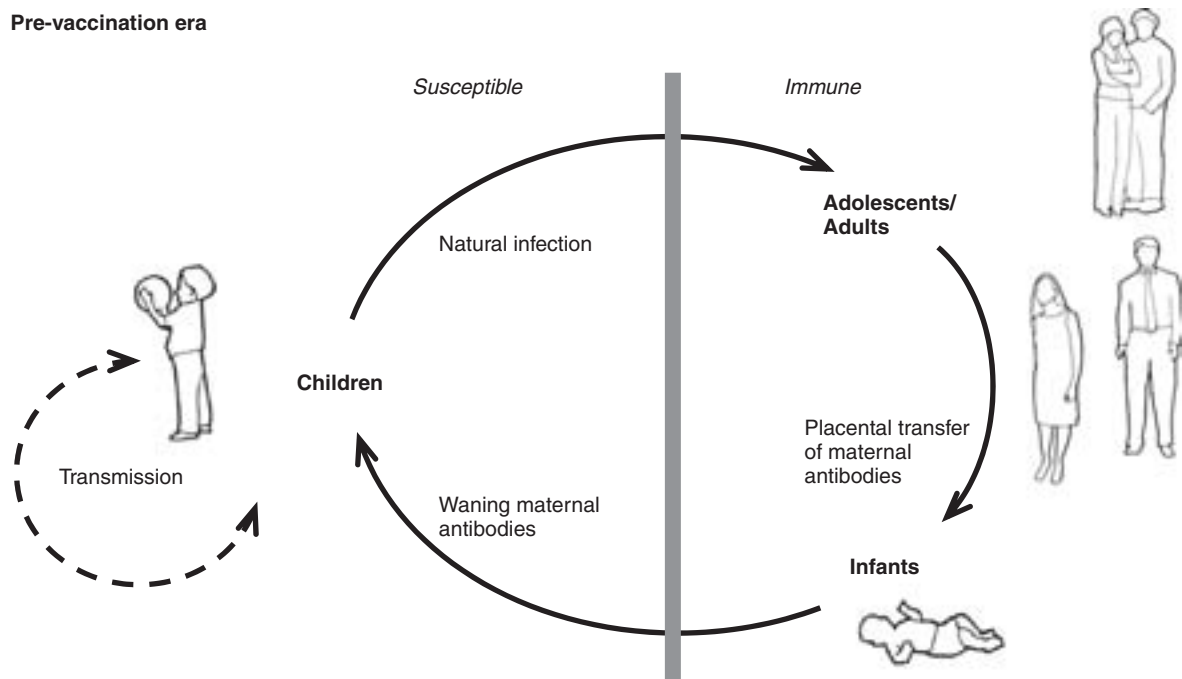 Pre-vaccination era
Susceptible
Immune
Adolescents/
Adults
Natural infection
Children
Placental transfer
of maternal
antibodies
Transmission
Waning maternal
antibodies
Infants